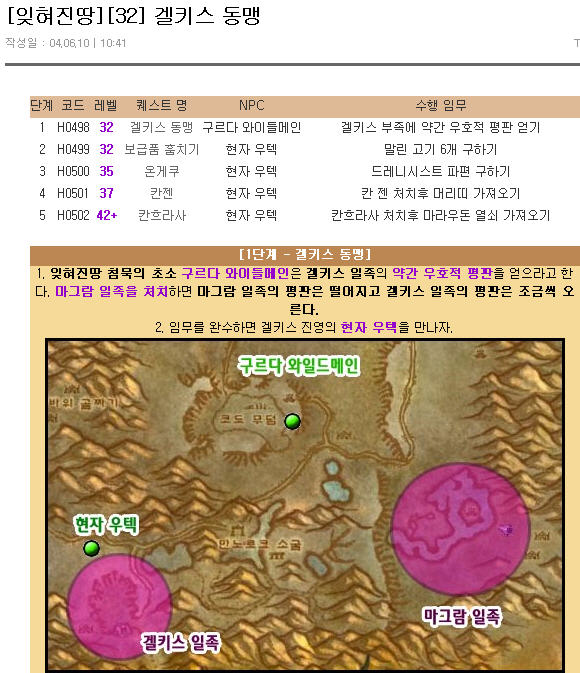 [잊혀진땅][32] 겔키스 동맹
작성일 : 04,06,10 | 10:41
T
단계 코드 레벨 퀘스트 명 NPC 수행 임무
1 H0498 32 겔키스 동맹 구르다 와이들메인 겔키스 부족에 약간 우호적 평판 얻기
2 H0499 32 보급품 훔치기 현자 우텍 말린 고기 6개 구하기
3 H0500 35 온게쿠 현자 우텍 드레니시스트 파편 구하기
4 H0501 37 칸젠 현자 우텍 칸 젠 처치후 머리띠 가져오기
5 H0502 42+ 칸흐라사 현자 우텍 칸흐라사 처치후 마라우돈 열쇠 가져오기
[1단계 - 겔키스 동맹]
1. 잊혀진땅 첨묵의 초소 구르다 와이들메인은 겔키스 일족의 약간 우호적 평판을 얻으라고 한
다. 마그람 일족을 처치하면 마그람 일족의 평판은 떨어지고 겔키스 일족의 평판은 조금씩 오
른다.
2. 임무를 완수하면 겔키스 진영의 현자 우텍을 만나자.
구르다 와일드메인
바위 골짜기
코도 무덤
현자 우텍
만노로크 소굴
마그람 일족
겔키스 일족